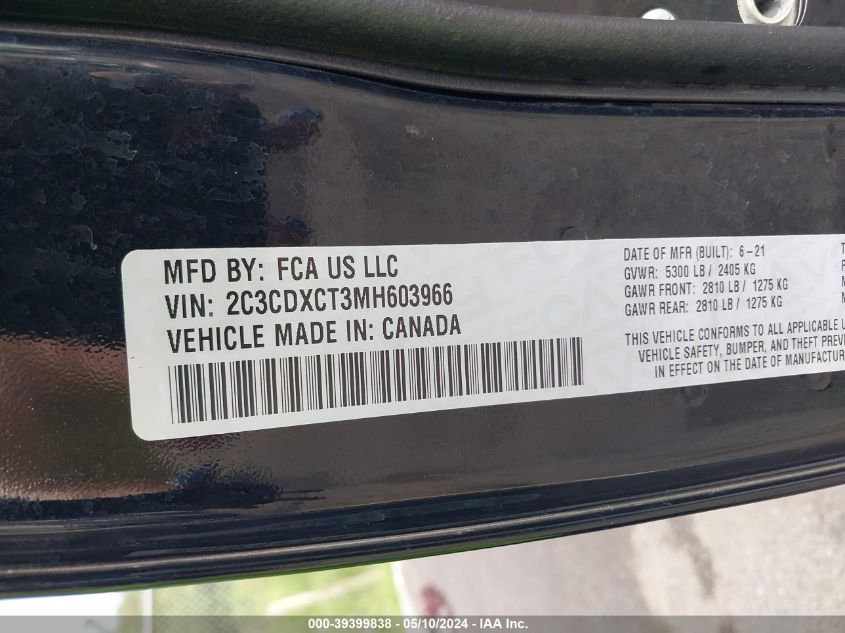 MFD BY: FCA US LLC
VIN: 2C3CDXCT3MH603966
VEHICLE MADE IN: CANADA
DATE OF MFR (BUILT): 6-21
GVWR: 5300 LB / 2405 KG
GAWR FRONT: 2810 LB / 1275 KG
GAWR REAR: 2810 LB / 1275 KG
THIS VEHICLE CONFORMS TO ALL APPLICABLE
VEHICLE SAFETY, BUMPER, AND THEFT
IN EFFECT ON THE DATE OF
000-39399838 - 05/10/2024 - IAA Inc.